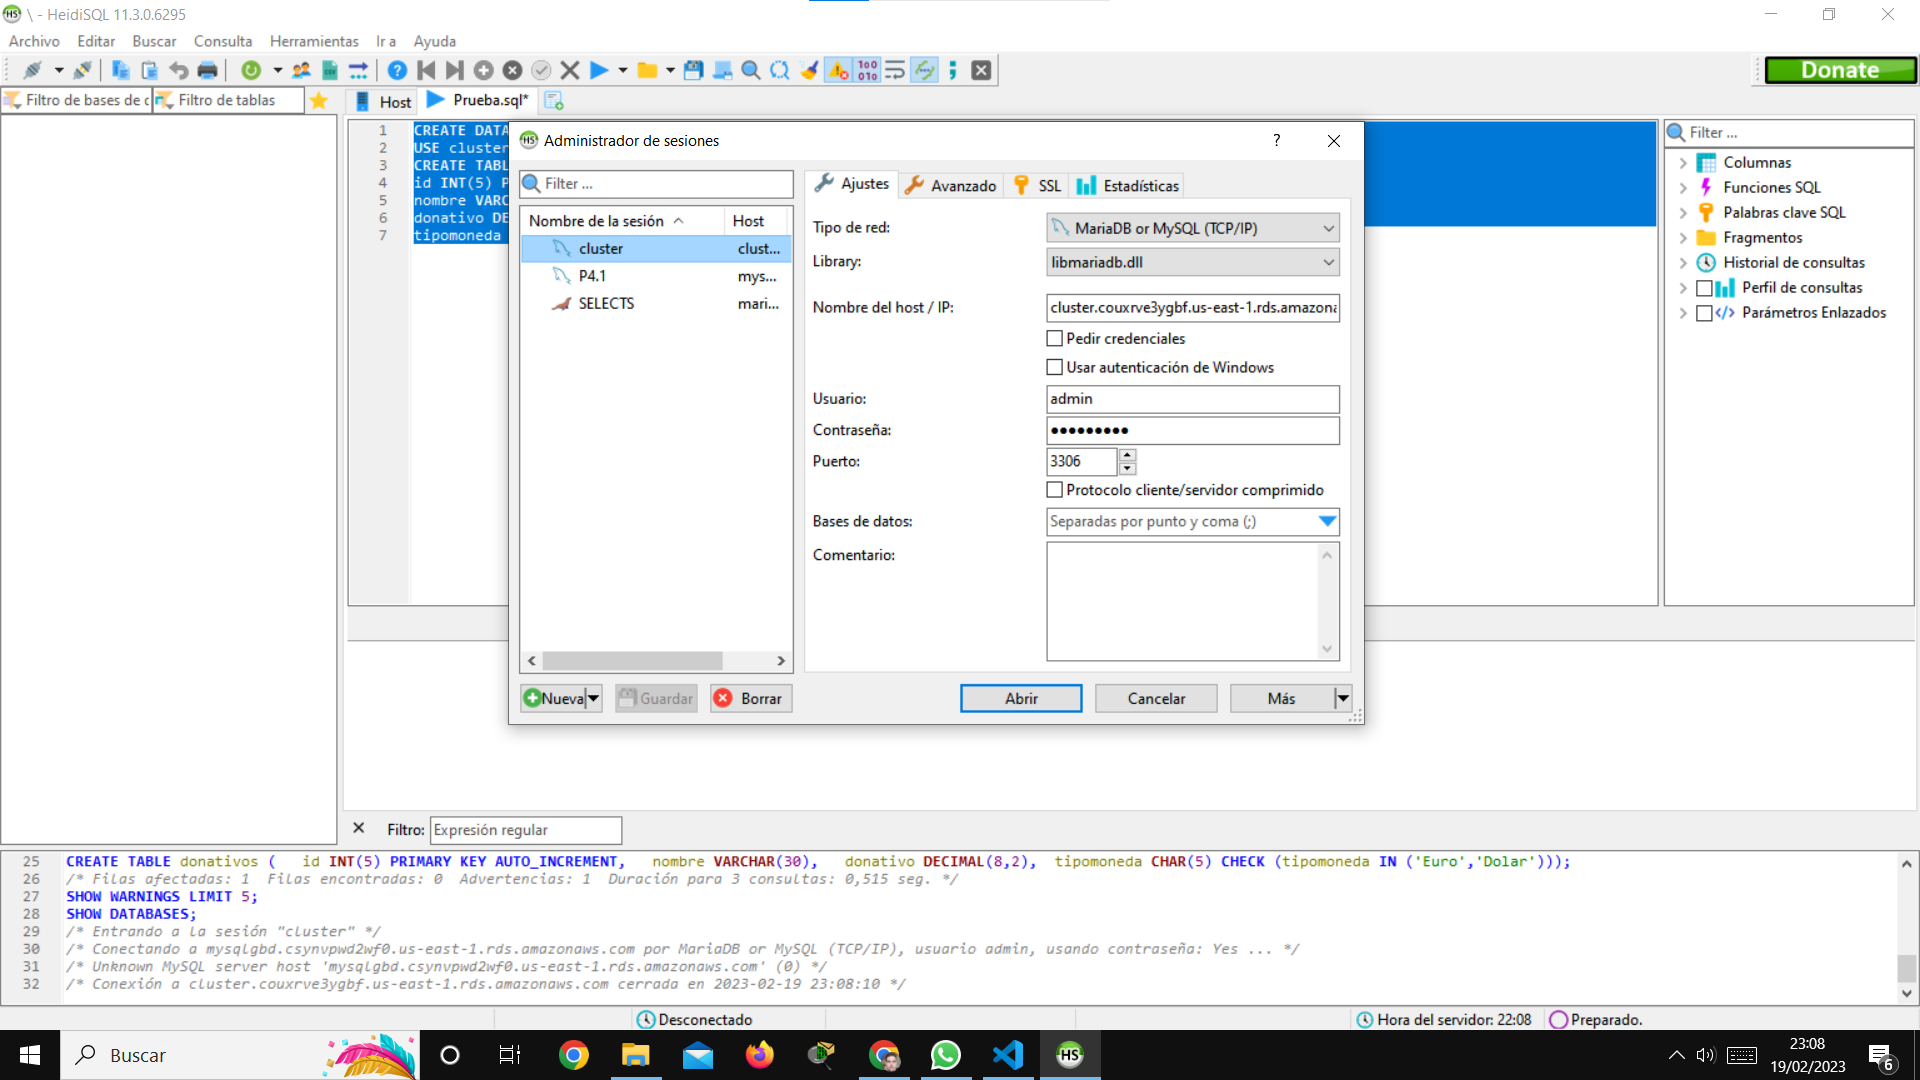 \ - HeidiSQL 11.3.0.6295
Archivo Editar Buscar Consulta Herramientas Ir a Ayuda
Donate
Filtro de bases de c Filtro de tablas Host Prueba.sql*
1 CREATE DATA
2 USE cluster
3 CREATE TABL
4 id INT(5) P
5 nombre VARC
6 donativo DE
7 tipomoneda
Administrador de sesiones ?
Filter ...
Nombre de la sesión Host
cluster clust...
P4.1 mys...
SELECTS mari...
Nueva Guardar Borrar
Ajustes Avanzado SSL Estadísticas
Tipo de red: MariaDB or MySQL (TCP/IP)
Library: libmariadb.dll
Nombre del host / IP: cluster.couxrve3ygbf.us-east-1.rds.amazona
Pedir credenciales
Usar autenticación de Windows
Usuario: admin
Contraseña: ●●●●●●●●●
Puerto: 3306
Protocolo cliente/servidor comprimido
Bases de datos: Separadas por punto y coma (;)
Comentario:
Abrir Cancelar Más
Filter ...
Columnas
Funciones SQL
Palabras clave SQL
Fragmentos
Historial de consultas
Perfil de consultas
Parámetros Enlazados
Filtro: Expresión regular
25 CREATE TABLE donativos ( id INT(5) PRIMARY KEY AUTO_INCREMENT, nombre VARCHAR(30), donativo DECIMAL(8,2), tipomoneda CHAR(5) CHECK (tipomoneda IN ('Euro','Dolar')));
26 /* Filas afectadas: 1 Filas encontradas: 0 Advertencias: 1 Duración para 3 consultas: 0,515 seg. */
27 SHOW WARNINGS LIMIT 5;
28 SHOW DATABASES;
29 /* Entrando a la sesión "cluster" */
30 /* Conectando a mysqlgbd.csynvpwd2wf0.us-east-1.rds.amazonaws.com por MariaDB or MySQL (TCP/IP), usuario admin, usando contraseña: Yes ... */
31 /* Unknown MySQL server host 'mysqlgbd.csynvpwd2wf0.us-east-1.rds.amazonaws.com' (0) */
32 /* Conexión a cluster.couxrve3ygbf.us-east-1.rds.amazonaws.com cerrada en 2023-02-19 23:08:10 */
Desconectado Hora del servidor: 22:08 Preparado.
Buscar
HS
23:08
19/02/2023
6